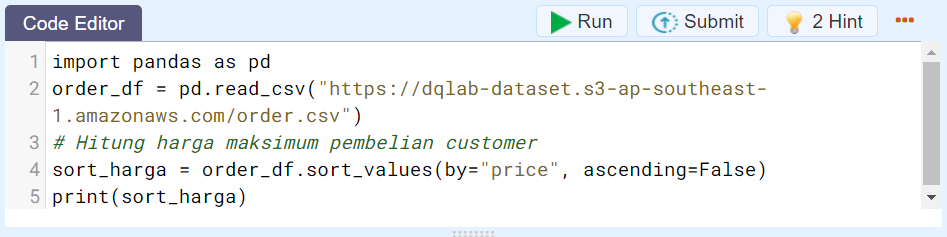 Code Editor
Run
Submit
2 Hint
1 import pandas as pd
2 order_df = pd.read_csv("https://dqlab-dataset.s3-ap-southeast-
1.amazonaws.com/order.csv")
3 # Hitung harga maksimum pembelian customer
4 sort_harga = order_df.sort_values(by="price", ascending=False)
5 print(sort_harga)